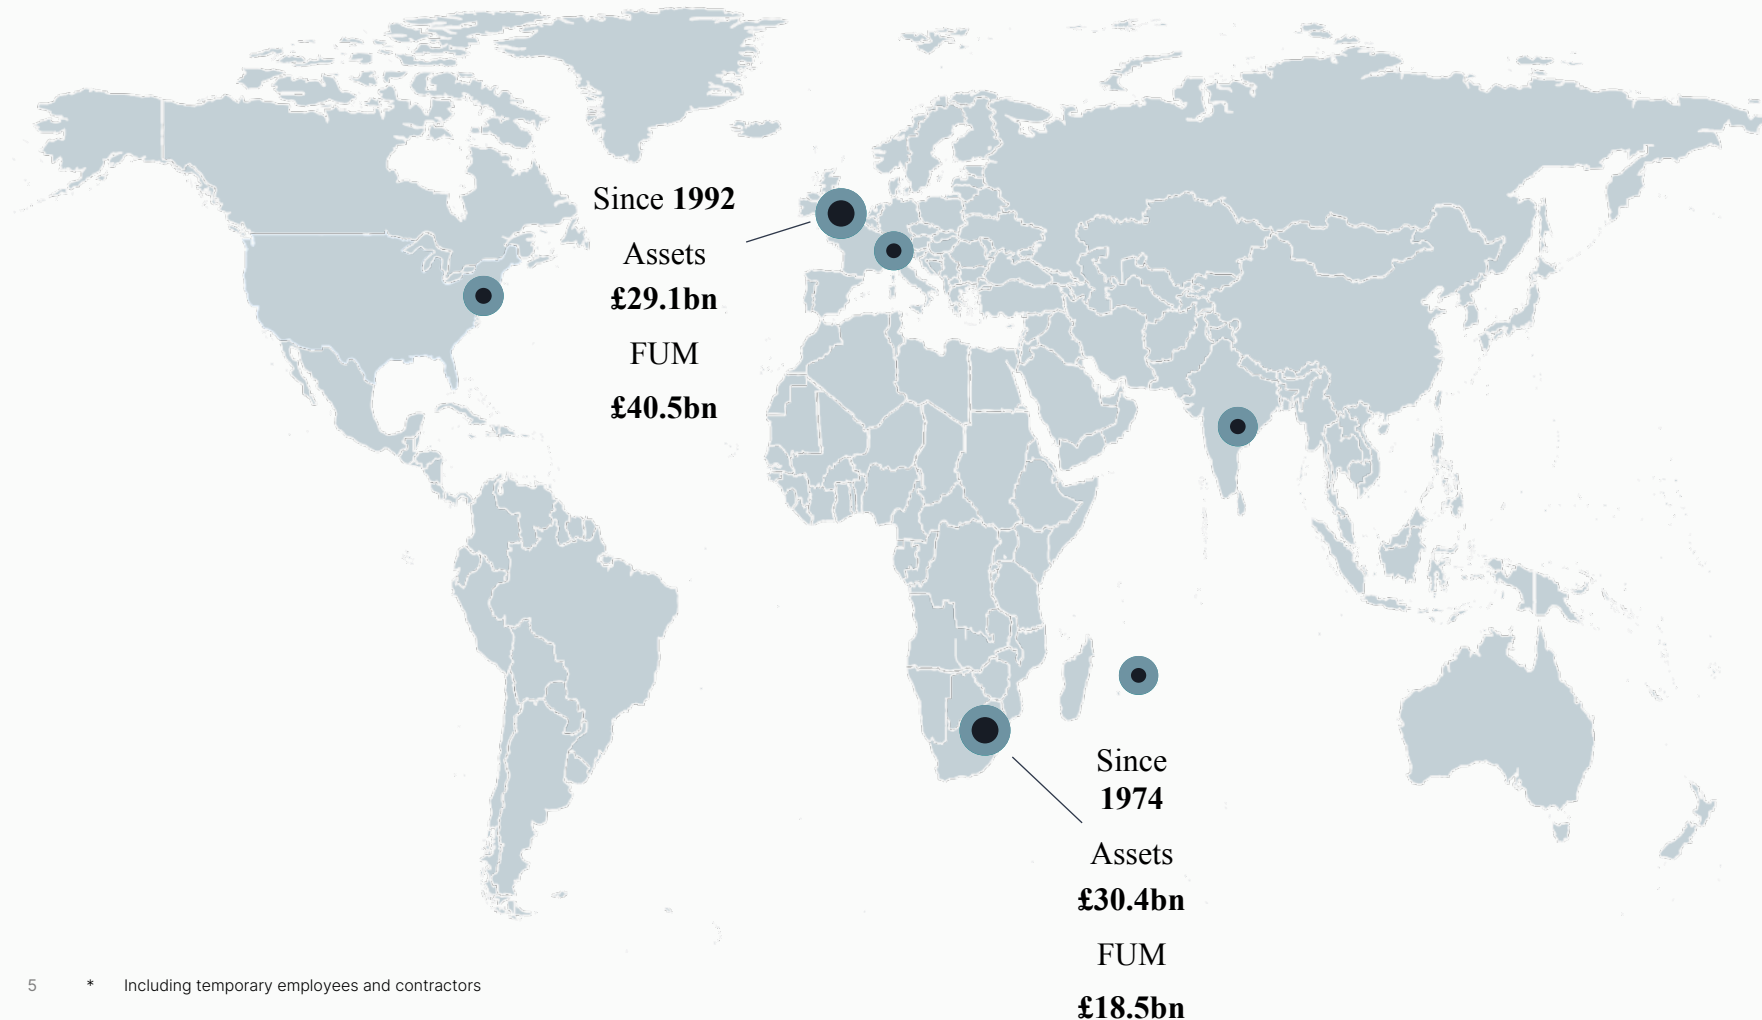 Since 1992
Assets
£29.1bn
FUM
£40.5bn
Since
1974
Assets
£30.4bn
FUM
£18.5bn
5 * Including temporary employees and contractors